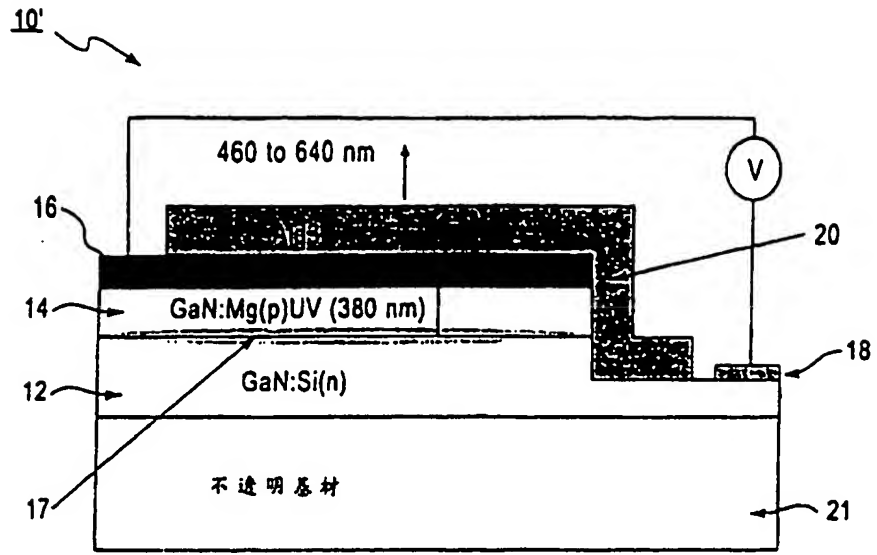 10'
460 to 640 nm
V
16
20
14
GaN:Mg(p)UV (380 nm)
18
12
GaN:Si(n)
不透明基材
17
21